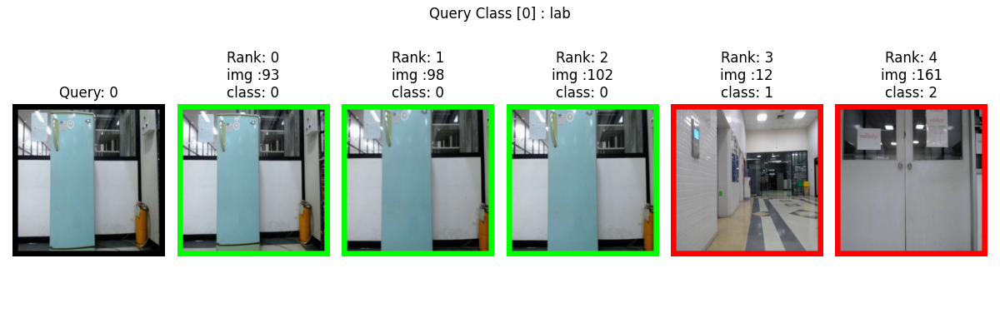 Query Class [0] : lab
Query: 0
Rank: 0
img :93
class: 0
Rank: 1
img :98
class: 0
Rank: 2
img :102
class: 0
Rank: 3
img :12
class: 1
Rank: 4
img :161
class: 2